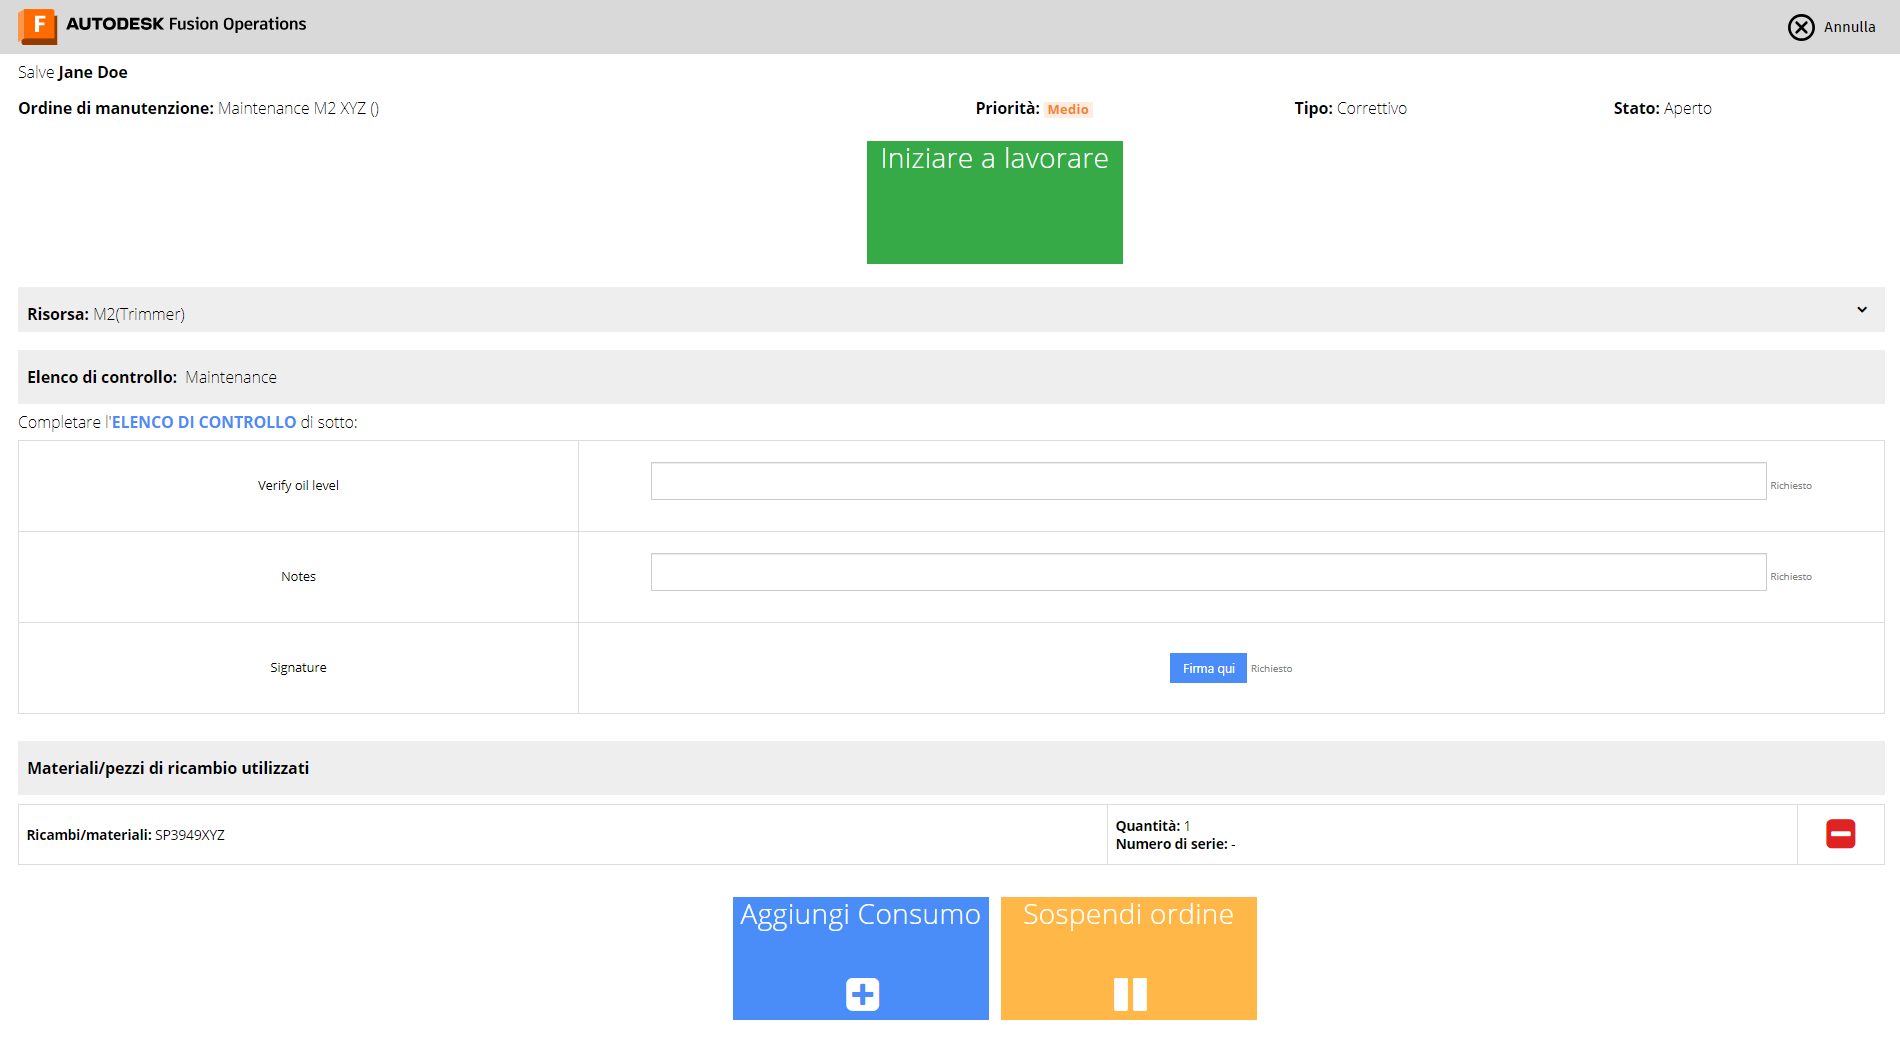 F AUTODESK Fusion Operations
Annulla
Salve Jane Doe
Ordine di manutenzione: Maintenance M2 XYZ ()
Priorità: Medio
Tipo: Correttivo
Stato: Aperto
Iniziare a lavorare
Risorsa: M2(Trimmer)
Elenco di controllo: Maintenance
Completare l'ELENCO DI CONTROLLO di sotto:
Verify oil level
Richiesto
Notes
Richiesto
Signature
Firma qui Richiesto
Materiali/pezzi di ricambio utilizzati
Ricambi/materiali: SP3949XYZ
Quantità: 1
Numero di serie: -
Aggiungi Consumo
Sospendi ordine